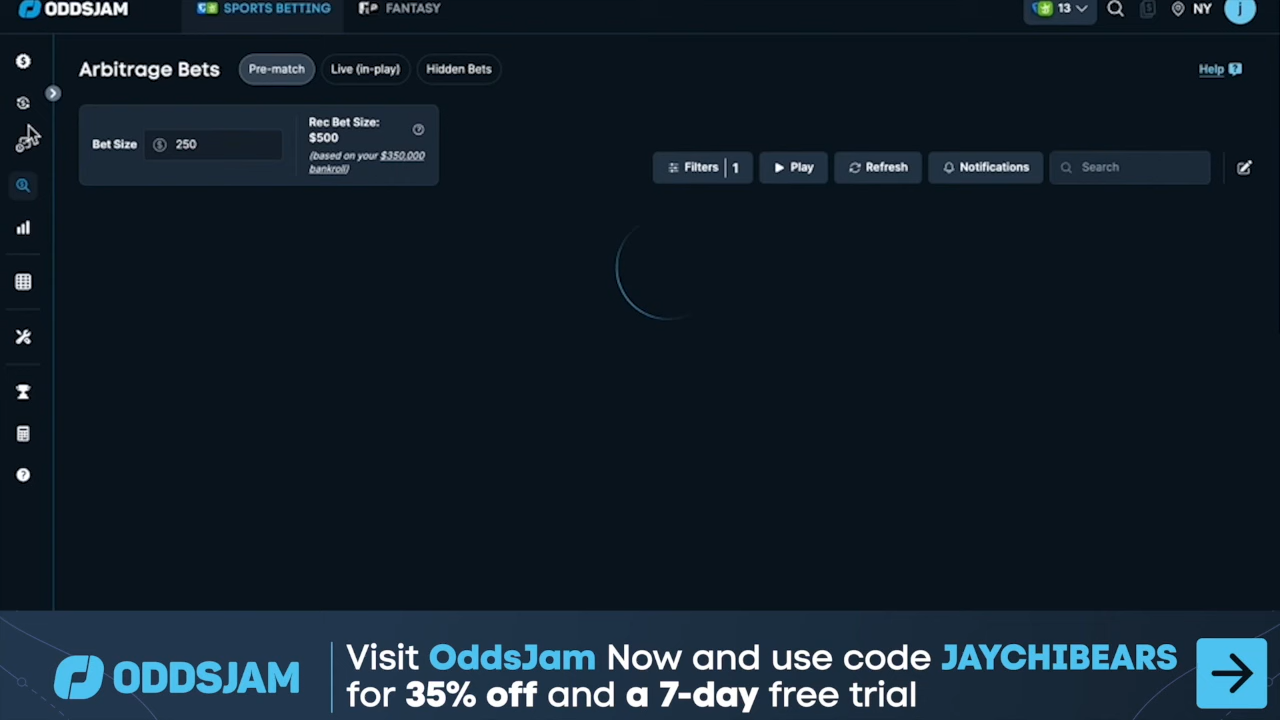 ODDSJAM
SPORTS BETTING
FANTASY
13
NY
j
Arbitrage Bets
Pre-match
Live (in-play)
Hidden Bets
Help
Bet Size
250
Rec Bet Size:
$500
(based on your $350,000
bankroll)
Filters | 1
Play
Refresh
Notifications
Search
ODDSJAM
Visit OddsJam Now and use code JAYCHIBEARS
for 35% off and a 7-day free trial